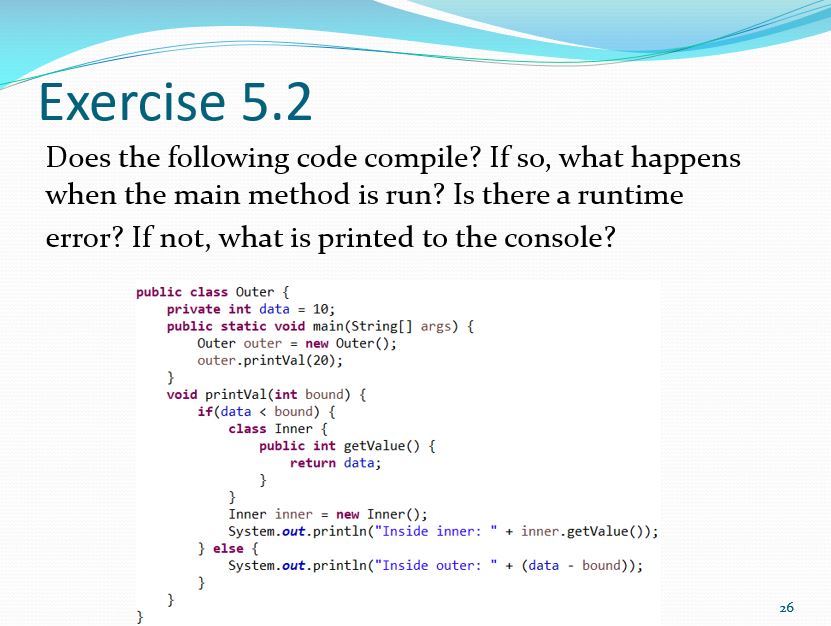 Exercise 5.2
Does the following code compile? If so, what happens
when the main method is run? Is there a runtime
error? If not, what is printed to the console?
public class Outer {
    private int data = 10;
    public static void main(String[] args) {
        Outer outer = new Outer();
        outer.printVal(20);
    }
    void printVal(int bound) {
        if(data < bound) {
            class Inner {
                public int getValue() {
                    return data;
                }
            }
            Inner inner = new Inner();
            System.out.println("Inside inner: " + inner.getValue());
        } else {
            System.out.println("Inside outer: " + (data - bound));
        }
    }
}
26